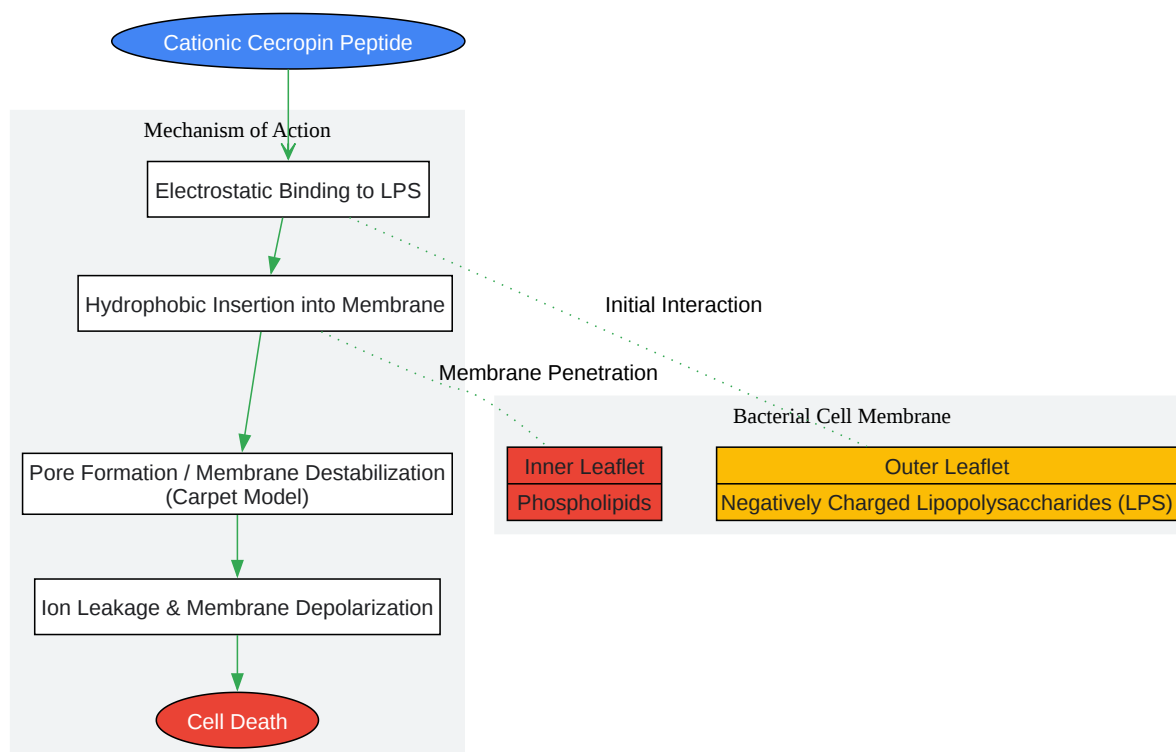 Cationic Cecropin Peptide
Mechanism of Action
Electrostatic Binding to LPS
Hydrophobic Insertion into Membrane
Initial Interaction
Membrane Penetration
Bacterial Cell Membrane
Inner Leaflet
Phospholipids
Outer Leaflet
Negatively Charged Lipopolysaccharides (LPS)
Pore Formation / Membrane Destabilization
(Carpet Model)
Ion Leakage & Membrane Depolarization
Cell Death